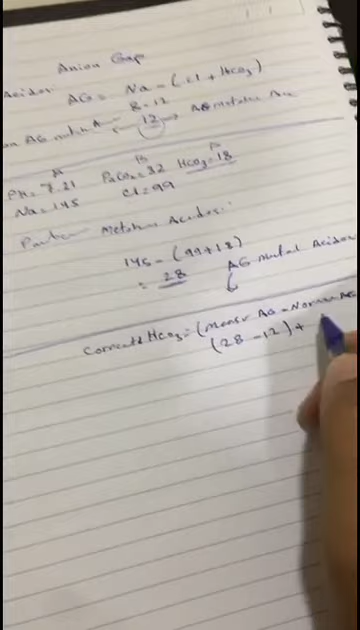 Anion Gap
AG = Na - (Cl + HCO3)
8-12
12 → AG metabolic Aci
A B A
PH = 7.21 PaCO2 = 32 HCO3 = 18
Na = 145 Cl = 99
Metabolic Acidosis
145 - (99+18)
= 28 AG metabol Acidosis
Corrected HCO3 = (Measur AG - Normal AG
(28 - 12) +